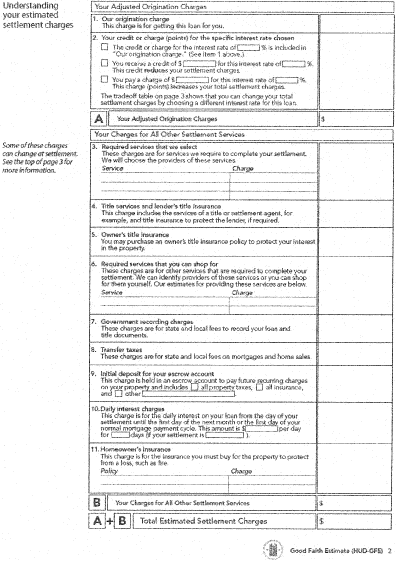 Understanding
your estimated
settlement charges
Your Adjusted Origination Charges
1. Our origination charge
This charge is for getting this loan for you.
2. Your credit or charge (points) for the specific interest rate chosen
The credit or charge for the interest rate of % is included in
"Our origination charge." (See item 1 above.)
You receive a credit of $ for this interest rate of %.
This credit reduces your settlement charges.
You pay a charge of $ for this interest rate of %.
This charge (points) increases your total settlement charges.
The tradeoff table on page 3 shows that you can change your total
settlement charges by choosing a different interest rate for this loan.
A Your Adjusted Origination Charges $
Some of these charges
can change at settlement.
See the top of page 3 for
more information.
Your Charges for All Other Settlement Services
3. Required services that we select
These charges are for services we require to complete your settlement.
We will choose the providers of these services.
Service Charge
4. Title services and lender's title insurance
This charge includes the services of a title or settlement agent, for
example, and title insurance to protect the lender, if required.
5. Owner's title insurance
You may purchase an owner's title insurance policy to protect your interest
in the property.
6. Required services that you can shop for
These charges are for other services that are required to complete your
settlement. We can identify providers of these services or you can shop
for them yourself. Our estimates for providing these services are below.
Service Charge
7. Government recording charges
These charges are for state and local fees to record your loan and
title documents.
8. Transfer taxes
These charges are for state and local fees on mortgages and home sales.
9. Initial deposit for your escrow account
This charge is held in an escrow account to pay future recurring charges
on your property and includes all property taxes, all insurance,
and other .
10. Daily interest charges
This charge is for the daily interest on your loan from the day of your
settlement until the first day of the next month or the first day of your
normal mortgage payment cycle. This amount is $ per day
for days (if your settlement is ).
11. Homeowner's insurance
This charge is for the insurance you must buy for the property to protect
from a loss, such as fire.
Policy Charge
B Your Charges for All Other Settlement Services $
A + B Total Estimated Settlement Charges $
Good Faith Estimate (HUD-GFE) 2